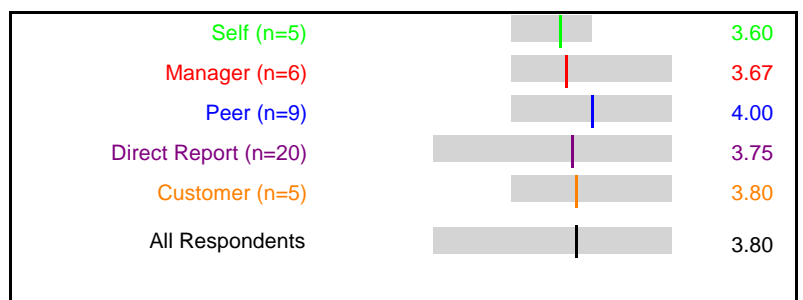 Self (n=5) 3.60
Manager (n=6) 3.67
Peer (n=9) 4.00
Direct Report (n=20) 3.75
Customer (n=5) 3.80
All Respondents 3.80